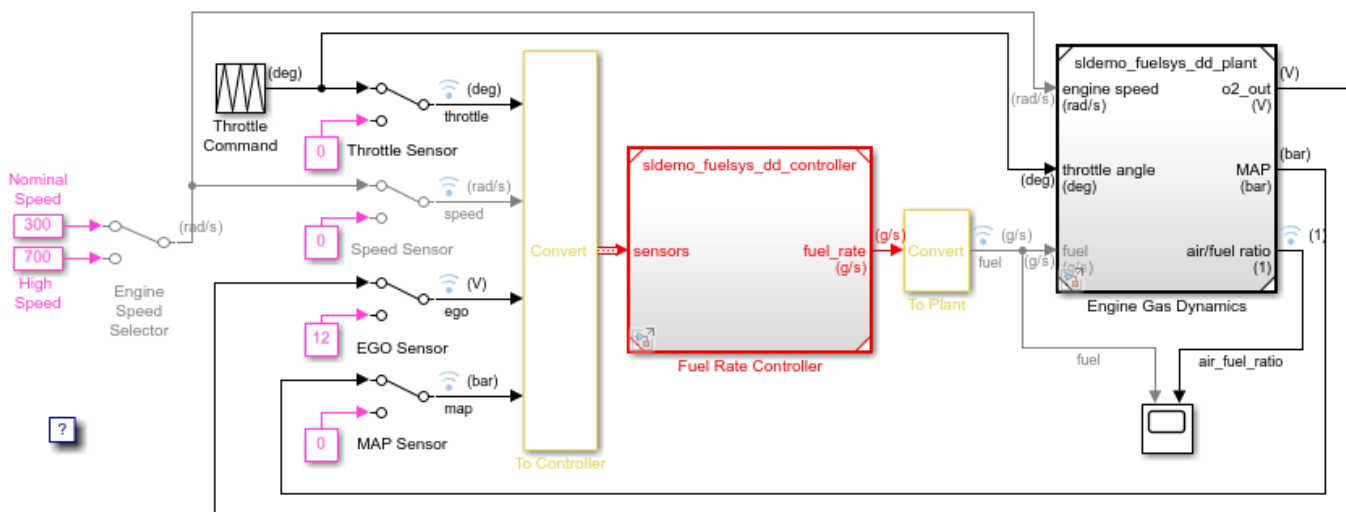 (deg)
Throttle
Command
(deg)
throttle
0
Throttle Sensor
Nominal
Speed
300
700
High
Speed
(rad/s)
Engine
Speed
Selector
(rad/s)
speed
0
Speed Sensor
(V)
ego
12
EGO Sensor
(bar)
map
0
MAP Sensor
?
Convert
To Controller
sldemo_fuelsys_dd_controller
sensors
fuel_rate
(g/s)
(g/s)
Fuel Rate Controller
Convert
To Plant
(g/s)
fuel
(g/s)
(rad/s)
(deg)
sldemo_fuelsys_dd_plant
engine speed
(rad/s)
throttle angle
(deg)
fuel
(g/s)
o2_out
(V)
MAP
(bar)
air/fuel ratio
(1)
Engine Gas Dynamics
(V)
(bar)
(1)
fuel
air_fuel_ratio